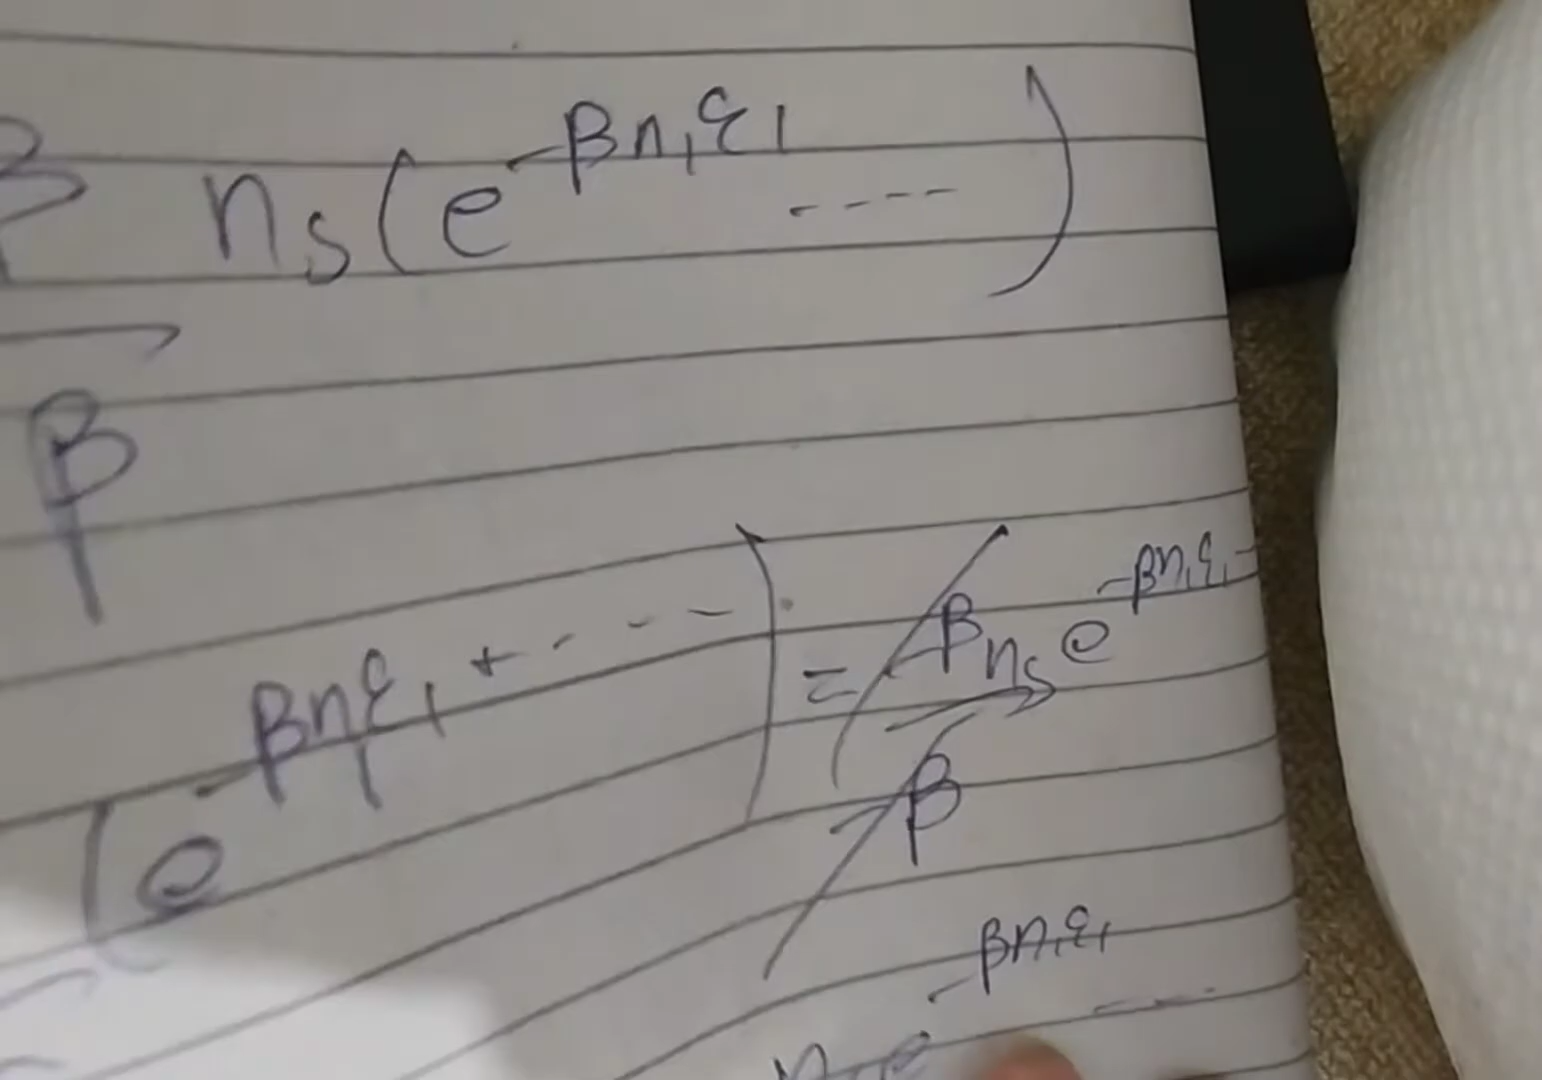 β n_s (e^{-βn₁ε₁} ----)
β
(e^{-βn₁ε₁} + - - -) = β n_s e^{-βn₁ε₁}
β
e^{-βn₁ε₁} ---